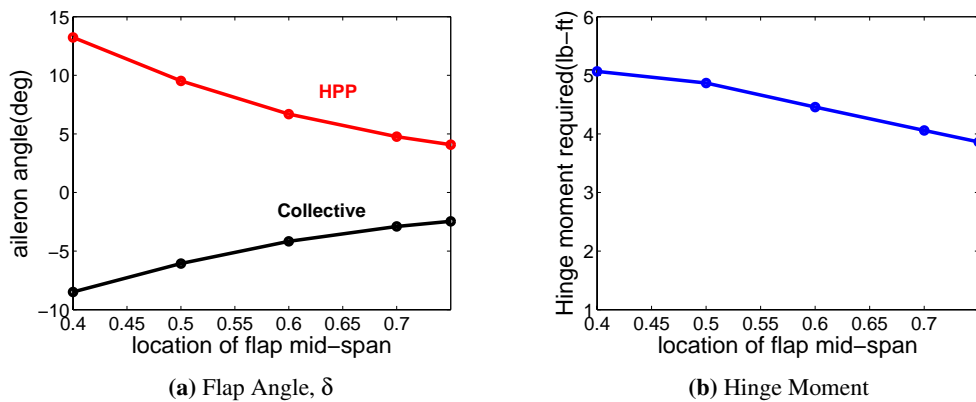 15
10
5
0
−5
−10
aileron angle(deg)
HPP
Collective
0.4 0.45 0.5 0.55 0.6 0.65 0.7
location of flap mid−span
(a) Flap Angle, δ
6
5
4
3
2
1
Hinge moment required(lb−ft)
0.4 0.45 0.5 0.55 0.6 0.65 0.7
location of flap mid−span
(b) Hinge Moment